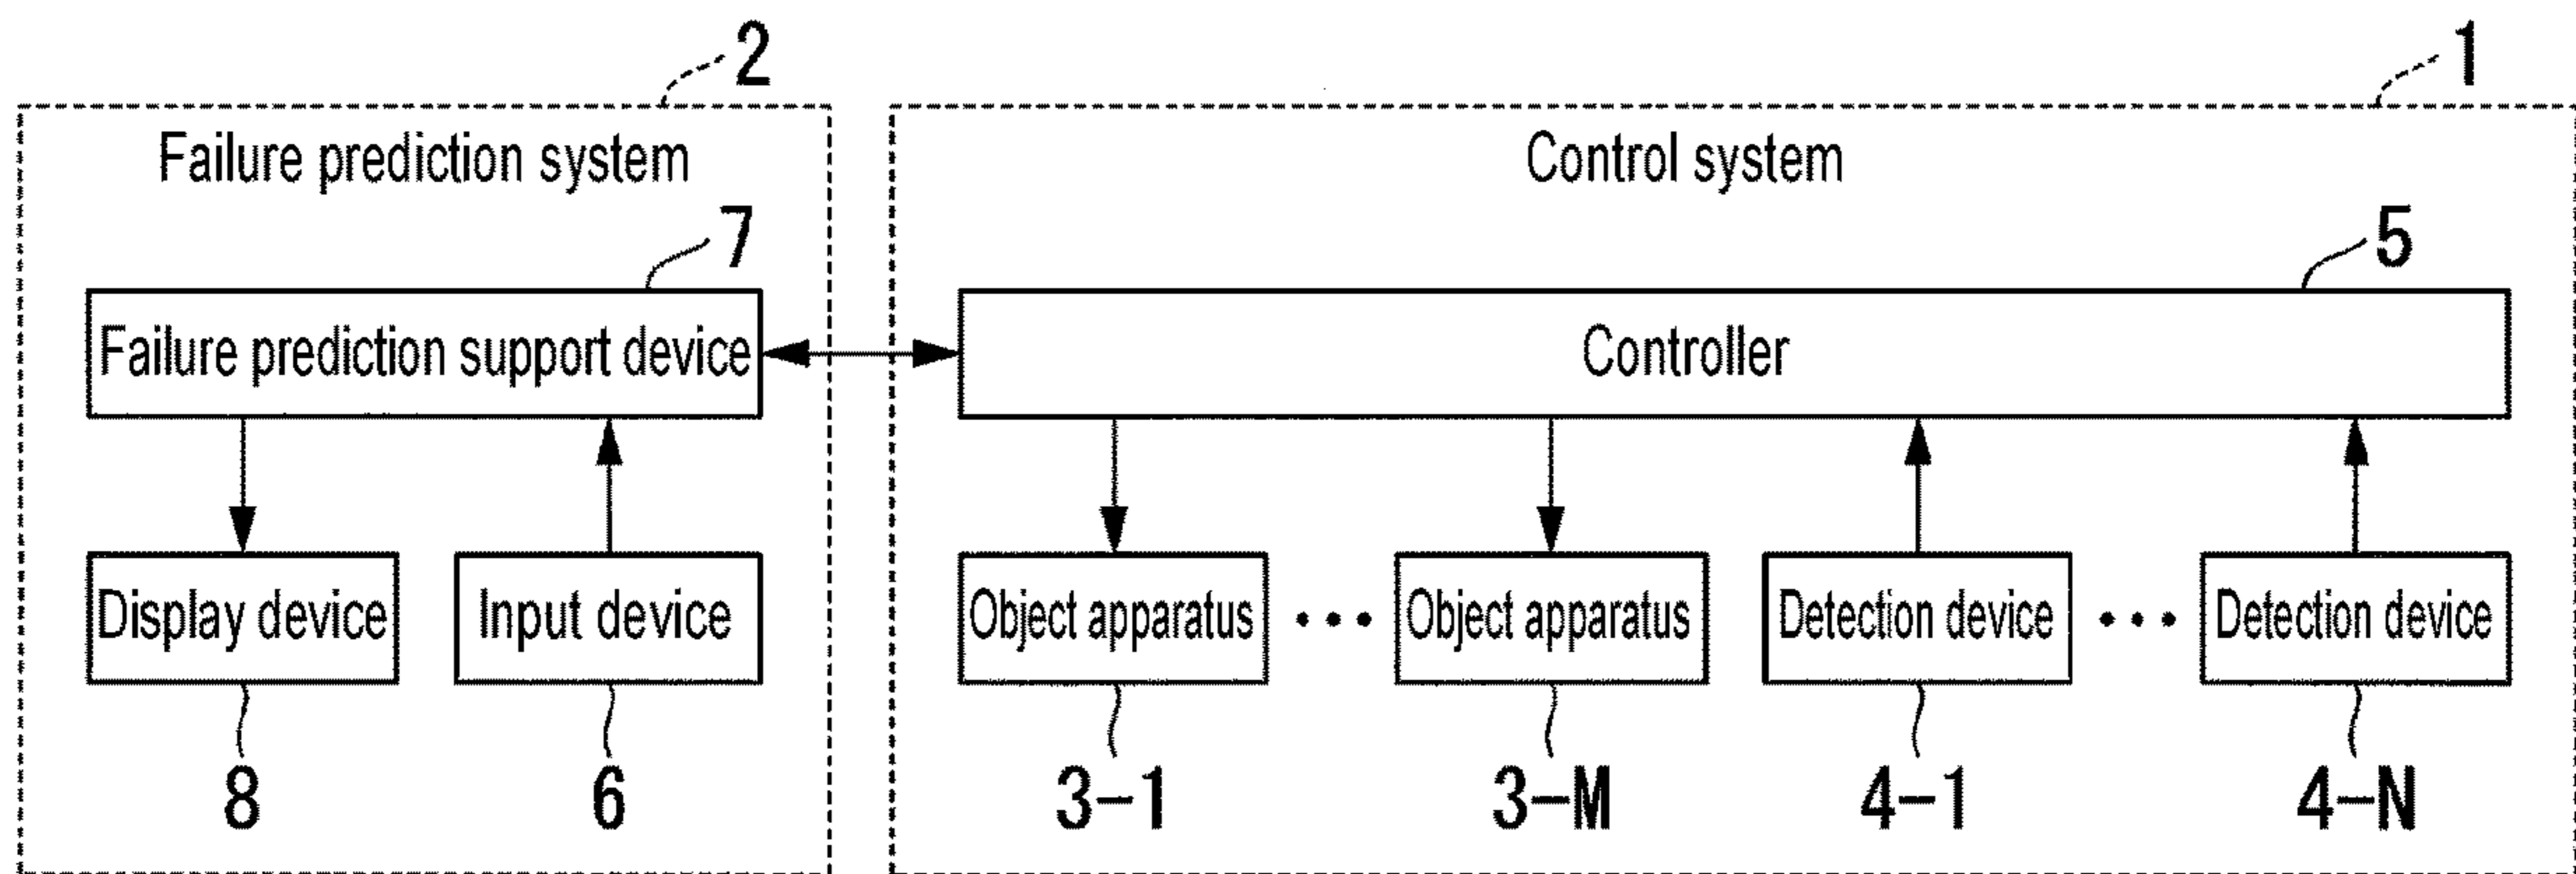 2
1
Failure prediction system
Control system
7
5
Failure prediction support device
Controller
Display device
Input device
Object apparatus
•••
Object apparatus
Detection device
•••
Detection device
8
6
3-1
3-M
4-1
4-N